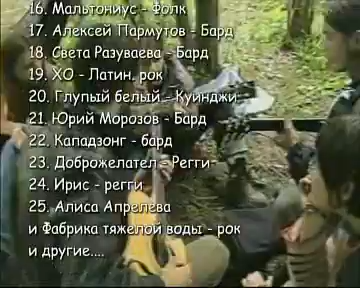 16. Мальтониус - Фолк
17. Алексей Пармутов - Бард
18. Света Разуваева - Бард
19. ХО - Латин. рок
20. Глупый белый - Куинджи
21. Юрий Морозов - Бард
22. Кападзонг - бард
23. Доброжелател - Регги
24. Ирис - регги
25. Алиса Апрелева
и Фабрика тяжелой воды - рок
и другие....